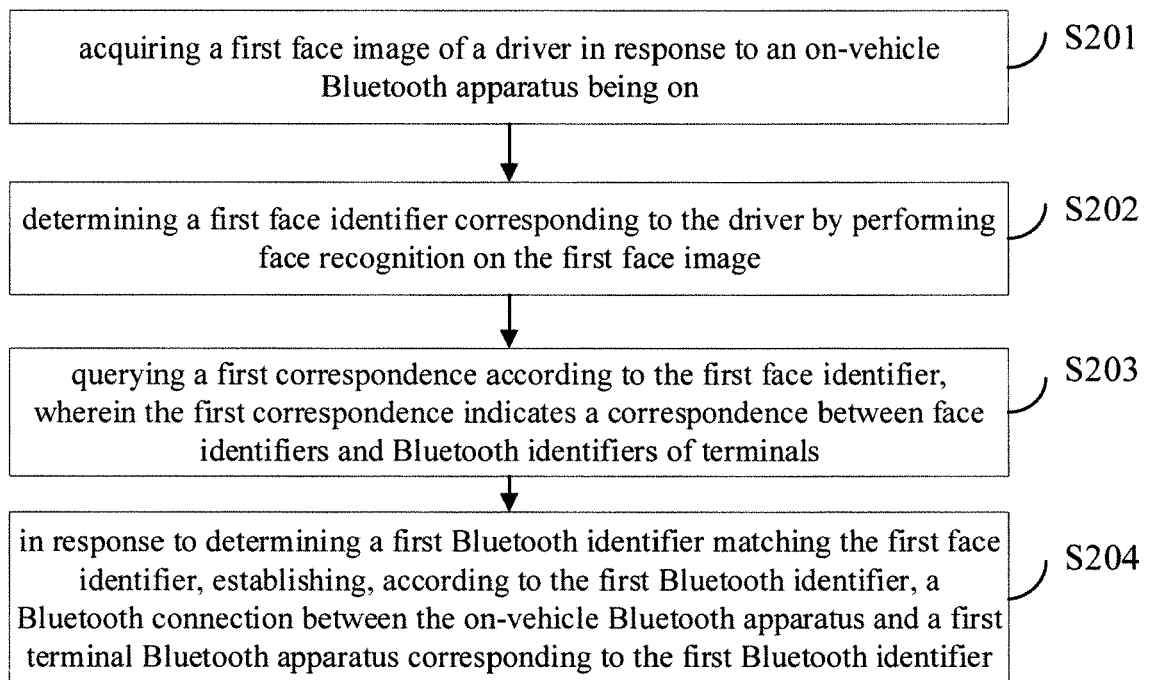 acquiring a first face image of a driver in response to an on-vehicle
Bluetooth apparatus being on
S201
determining a first face identifier corresponding to the driver by performing
face recognition on the first face image
S202
querying a first correspondence according to the first face identifier,
wherein the first correspondence indicates a correspondence between face
identifiers and Bluetooth identifiers of terminals
S203
in response to determining a first Bluetooth identifier matching the first face
identifier, establishing, according to the first Bluetooth identifier, a
Bluetooth connection between the on-vehicle Bluetooth apparatus and a first
terminal Bluetooth apparatus corresponding to the first Bluetooth identifier
S204